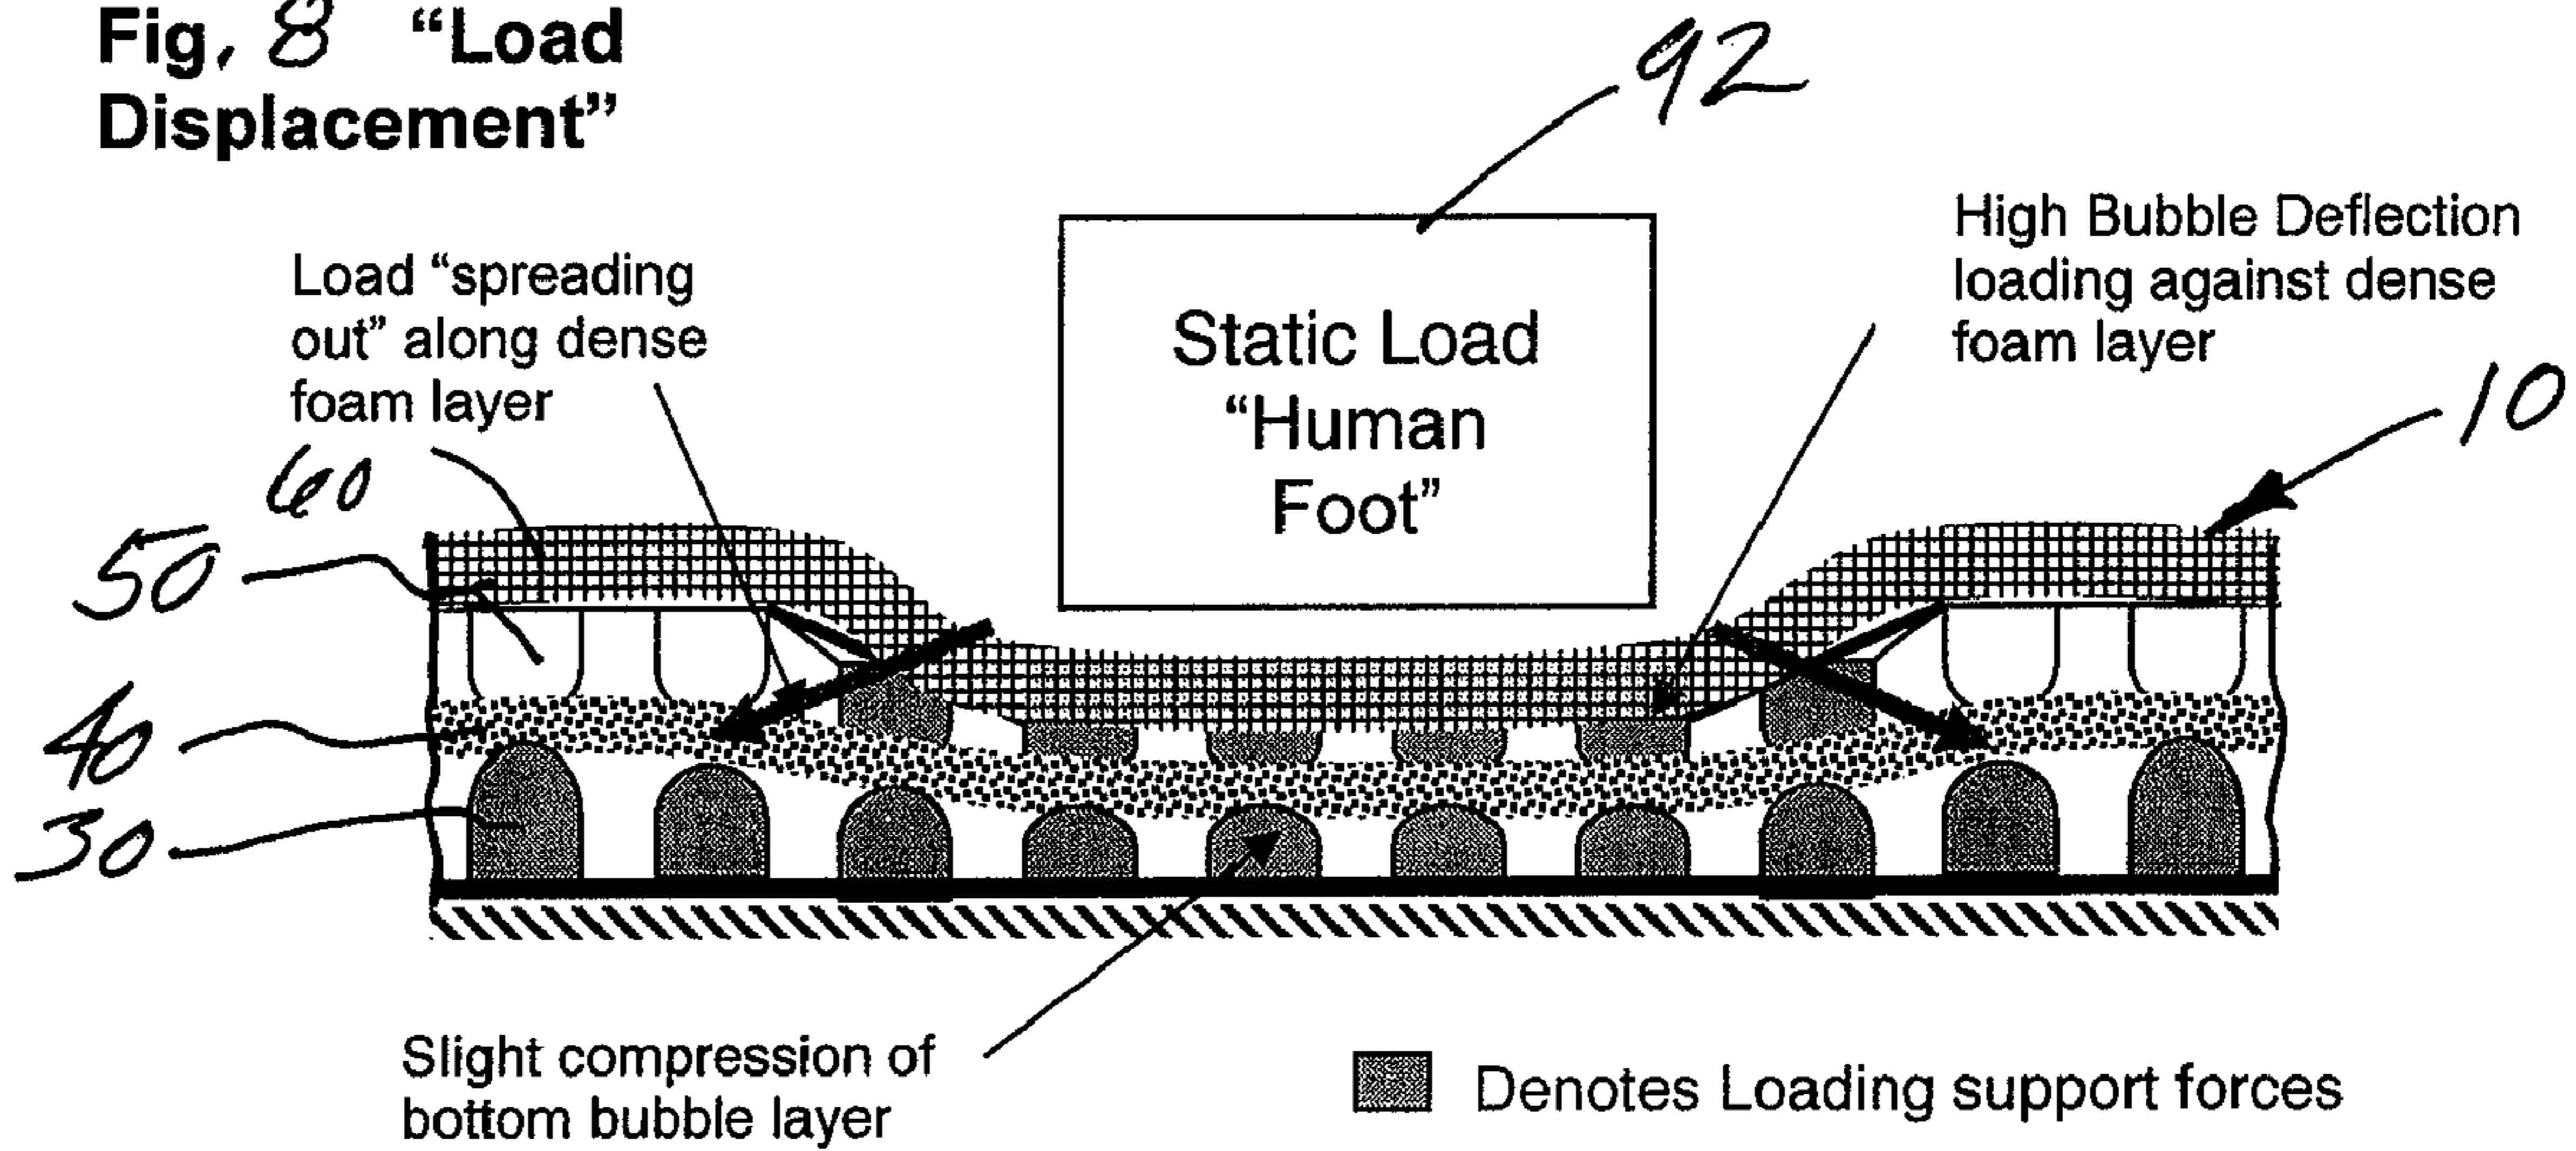 Fig. 8 “Load
Displacement”
92
Load “spreading
out” along dense
foam layer
Static Load
“Human
Foot”
High Bubble Deflection
loading against dense
foam layer
10
60
50
40
30
Slight compression of
bottom bubble layer
Denotes Loading support forces